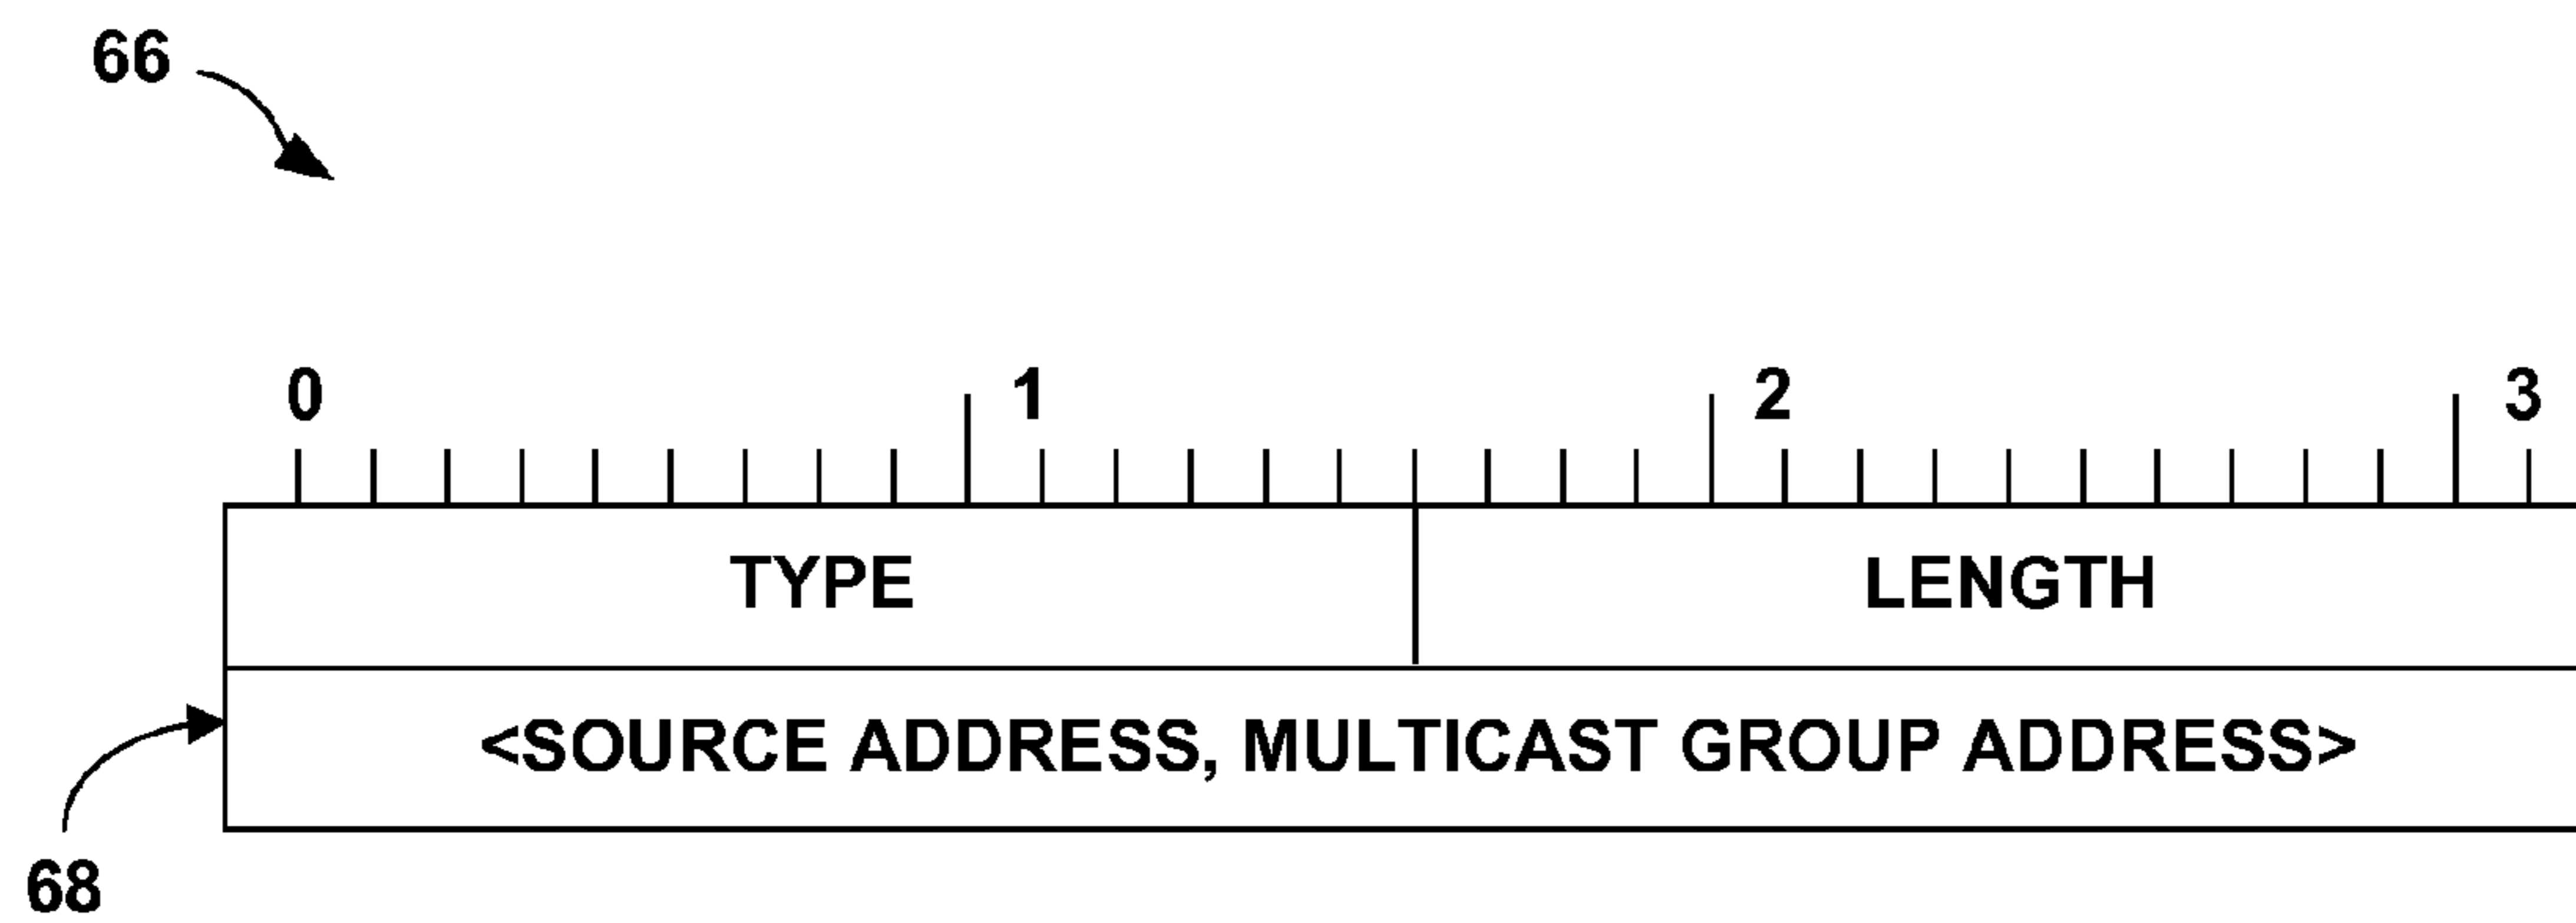 66
0 1 2 3
TYPE LENGTH
<SOURCE ADDRESS, MULTICAST GROUP ADDRESS>
68